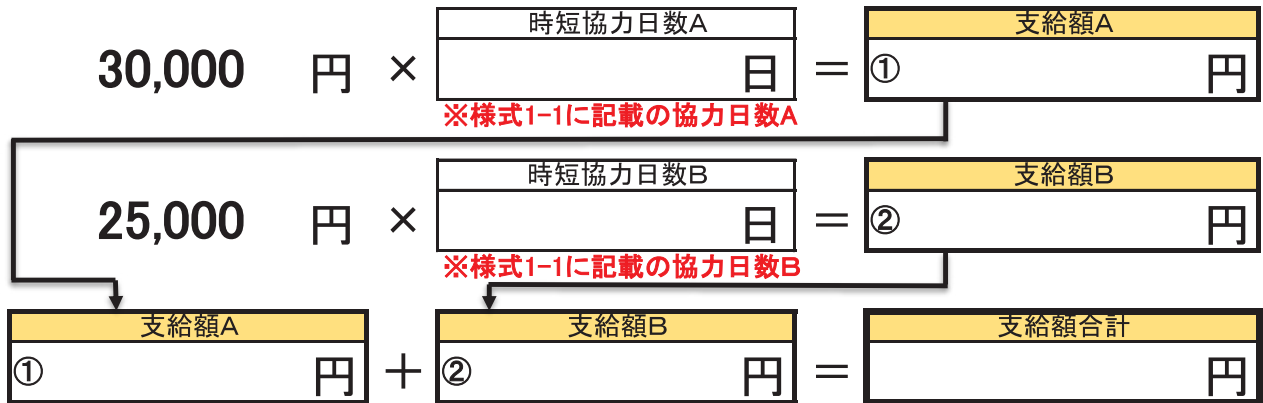 時短協力日数A 支給額A
30,000 円 × 日 = ① 円
※様式1-1に記載の協力日数A
時短協力日数B 支給額B
25,000 円 × 日 = ② 円
※様式1-1に記載の協力日数B
支給額A 支給額B 支給額合計
① 円 + ② 円 = 円